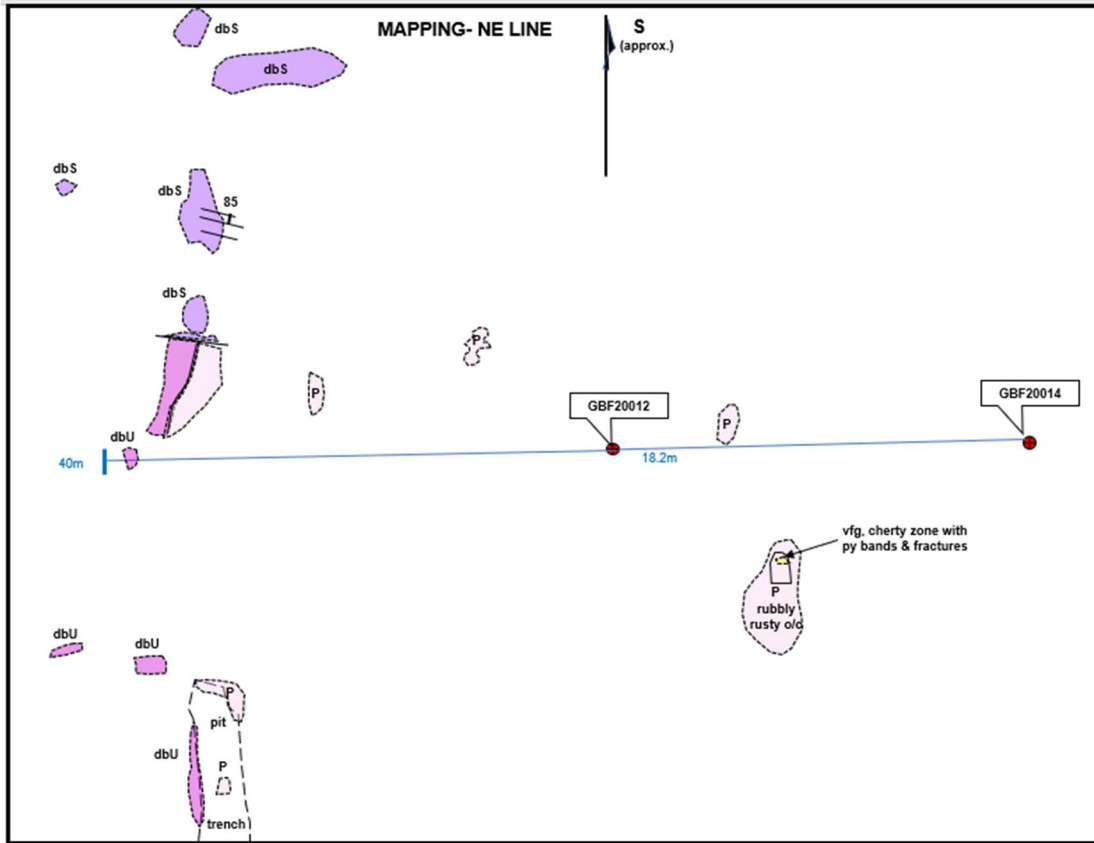 MAPPING- NE LINE
S
(approx.)
dbS
dbS
dbS
dbS
85
dbS
P
P
GBF20012
GBF20014
P
dbU
40m
18.2m
vfg, cherty zone with
py bands & fractures
P
rubbly
rusty o/c
dbU
dbU
P
pit
dbU
P
trench